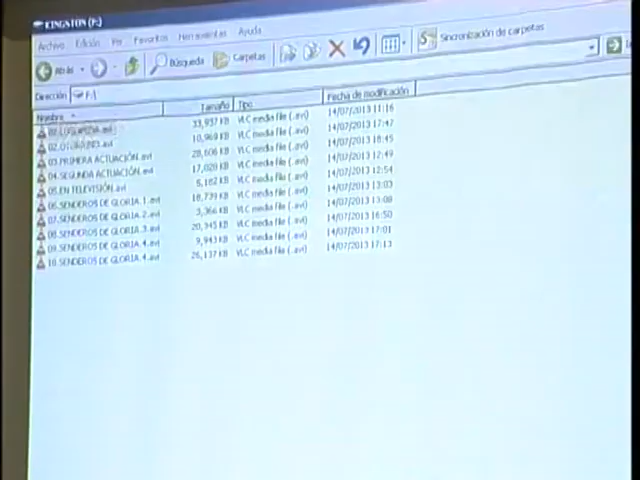 KINGSTON (F:)
Archivo Edición Ver Favoritos Herramientas Ayuda
Atrás Búsqueda Carpetas Sincronización de carpetas
Dirección F:\
Nombre Tamaño Tipo Fecha de modificación
33,937 KB VLC media file (.avi) 14/07/2013 11:16
10,969 KB VLC media file (.avi) 14/07/2013 17:47
03.PRIMERA ACTUACIÓN.avi 28,606 KB VLC media file (.avi) 14/07/2013 18:45
04.SEGUNDA ACTUACIÓN.avi 17,028 KB VLC media file (.avi) 14/07/2013 12:49
05.EN TELEVISIÓN.avi 5,182 KB VLC media file (.avi) 14/07/2013 12:54
06.SENDEROS DE GLORIA.1.avi 18,739 KB VLC media file (.avi) 14/07/2013 13:03
07.SENDEROS DE GLORIA.2.avi 3,366 KB VLC media file (.avi) 14/07/2013 13:08
08.SENDEROS DE GLORIA.3.avi 20,345 KB VLC media file (.avi) 14/07/2013 16:50
09.SENDEROS DE GLORIA.4.avi 9,943 KB VLC media file (.avi) 14/07/2013 17:01
10.SENDEROS DE GLORIA.4.avi 26,137 KB VLC media file (.avi) 14/07/2013 17:13